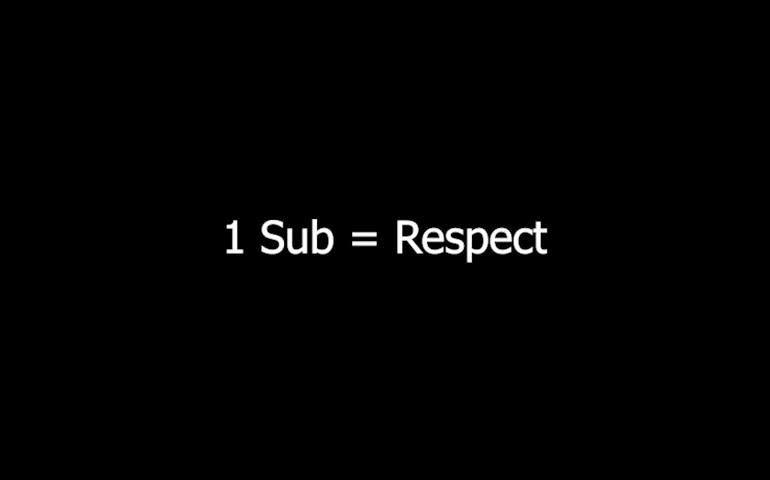 1 Sub = Respect